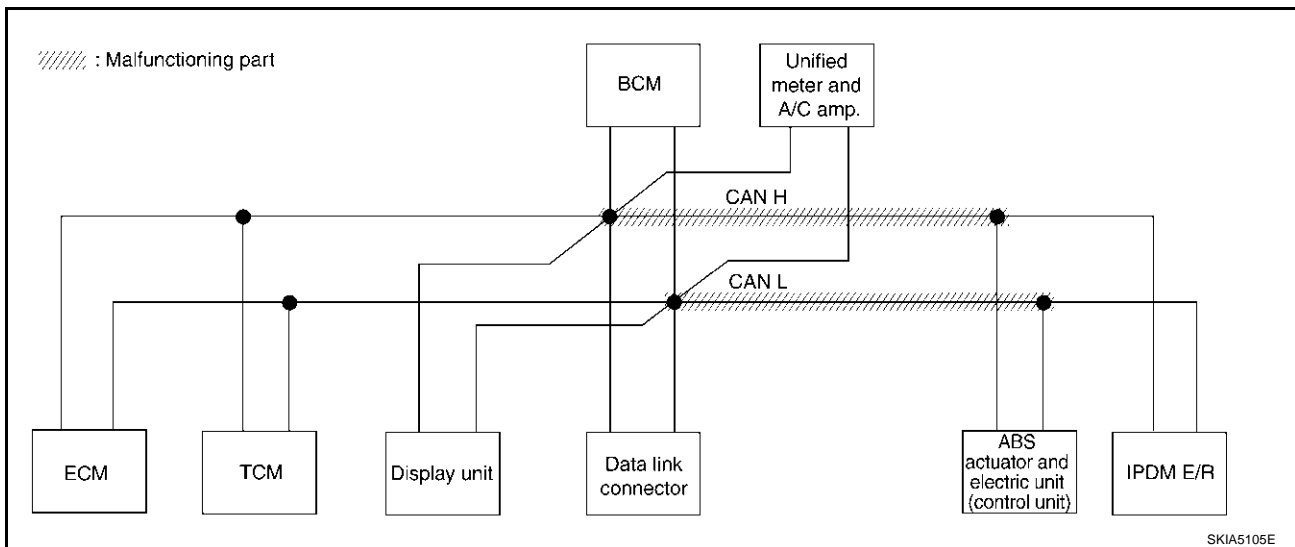 : Malfunctioning part
BCM
Unified
meter and
A/C amp.
CAN H
CAN L
ECM
TCM
Display unit
Data link
connector
ABS
actuator and
electric unit
(control unit)
IPDM E/R
SKIA5105E